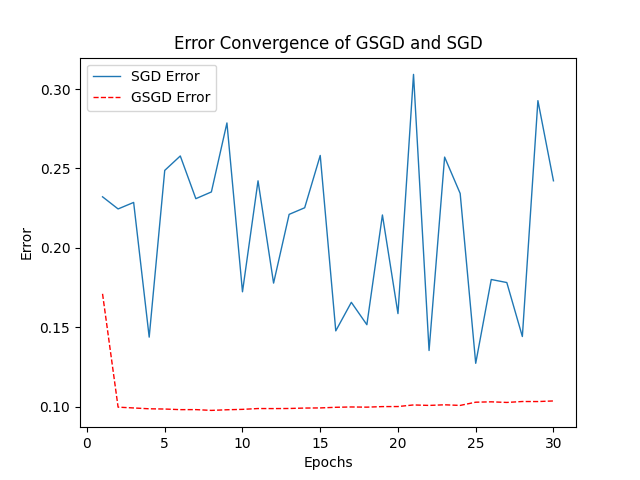 Error Convergence of GSGD and SGD
SGD Error
GSGD Error
0.30
0.25
0.20
0.15
0.10
Error
0 5 10 15 20 25 30
Epochs